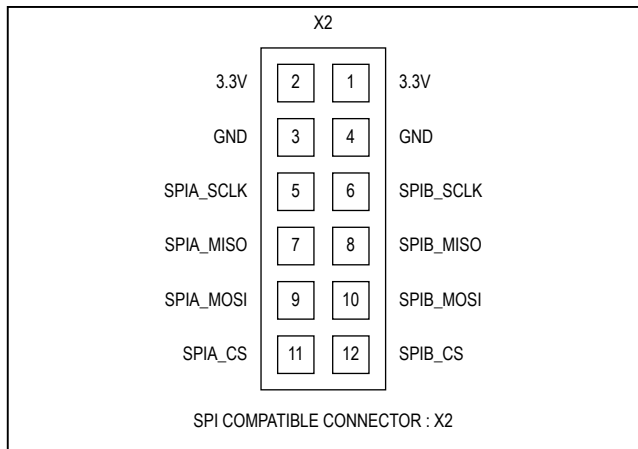 X2
3.3V 2 1 3.3V
GND 3 4 GND
SPIA_SCLK 5 6 SPIB_SCLK
SPIA_MISO 7 8 SPIB_MISO
SPIA_MOSI 9 10 SPIB_MOSI
SPIA_CS 11 12 SPIB_CS
SPI COMPATIBLE CONNECTOR : X2